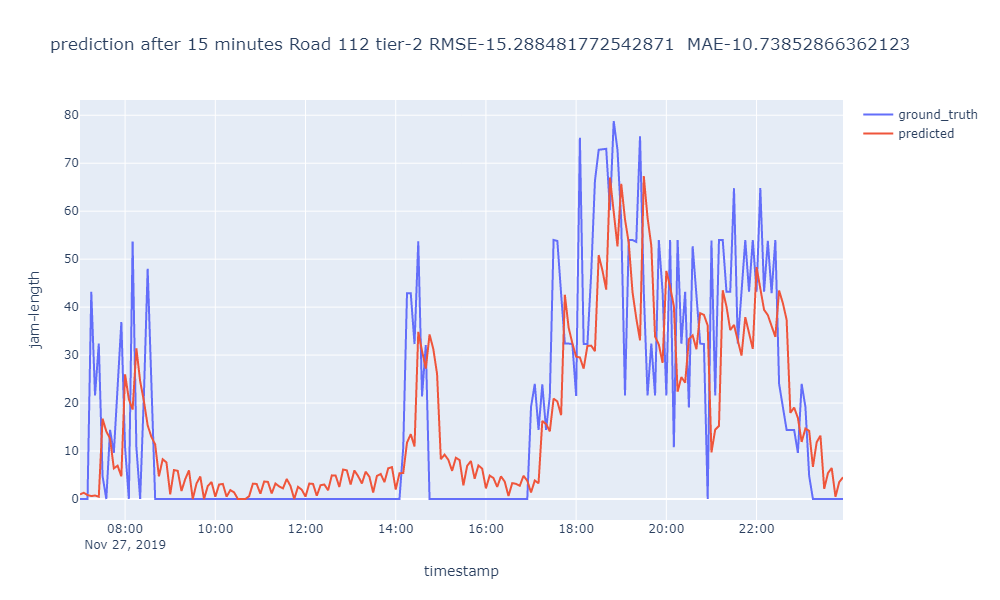 prediction after 15 minutes Road 112 tier-2 RMSE-15.288481772542871  MAE-10.73852866362123
ground_truth
predicted
80
70
60
50
40
30
20
10
0
jam-length
08:00
10:00
12:00
14:00
16:00
18:00
20:00
22:00
Nov 27, 2019
timestamp